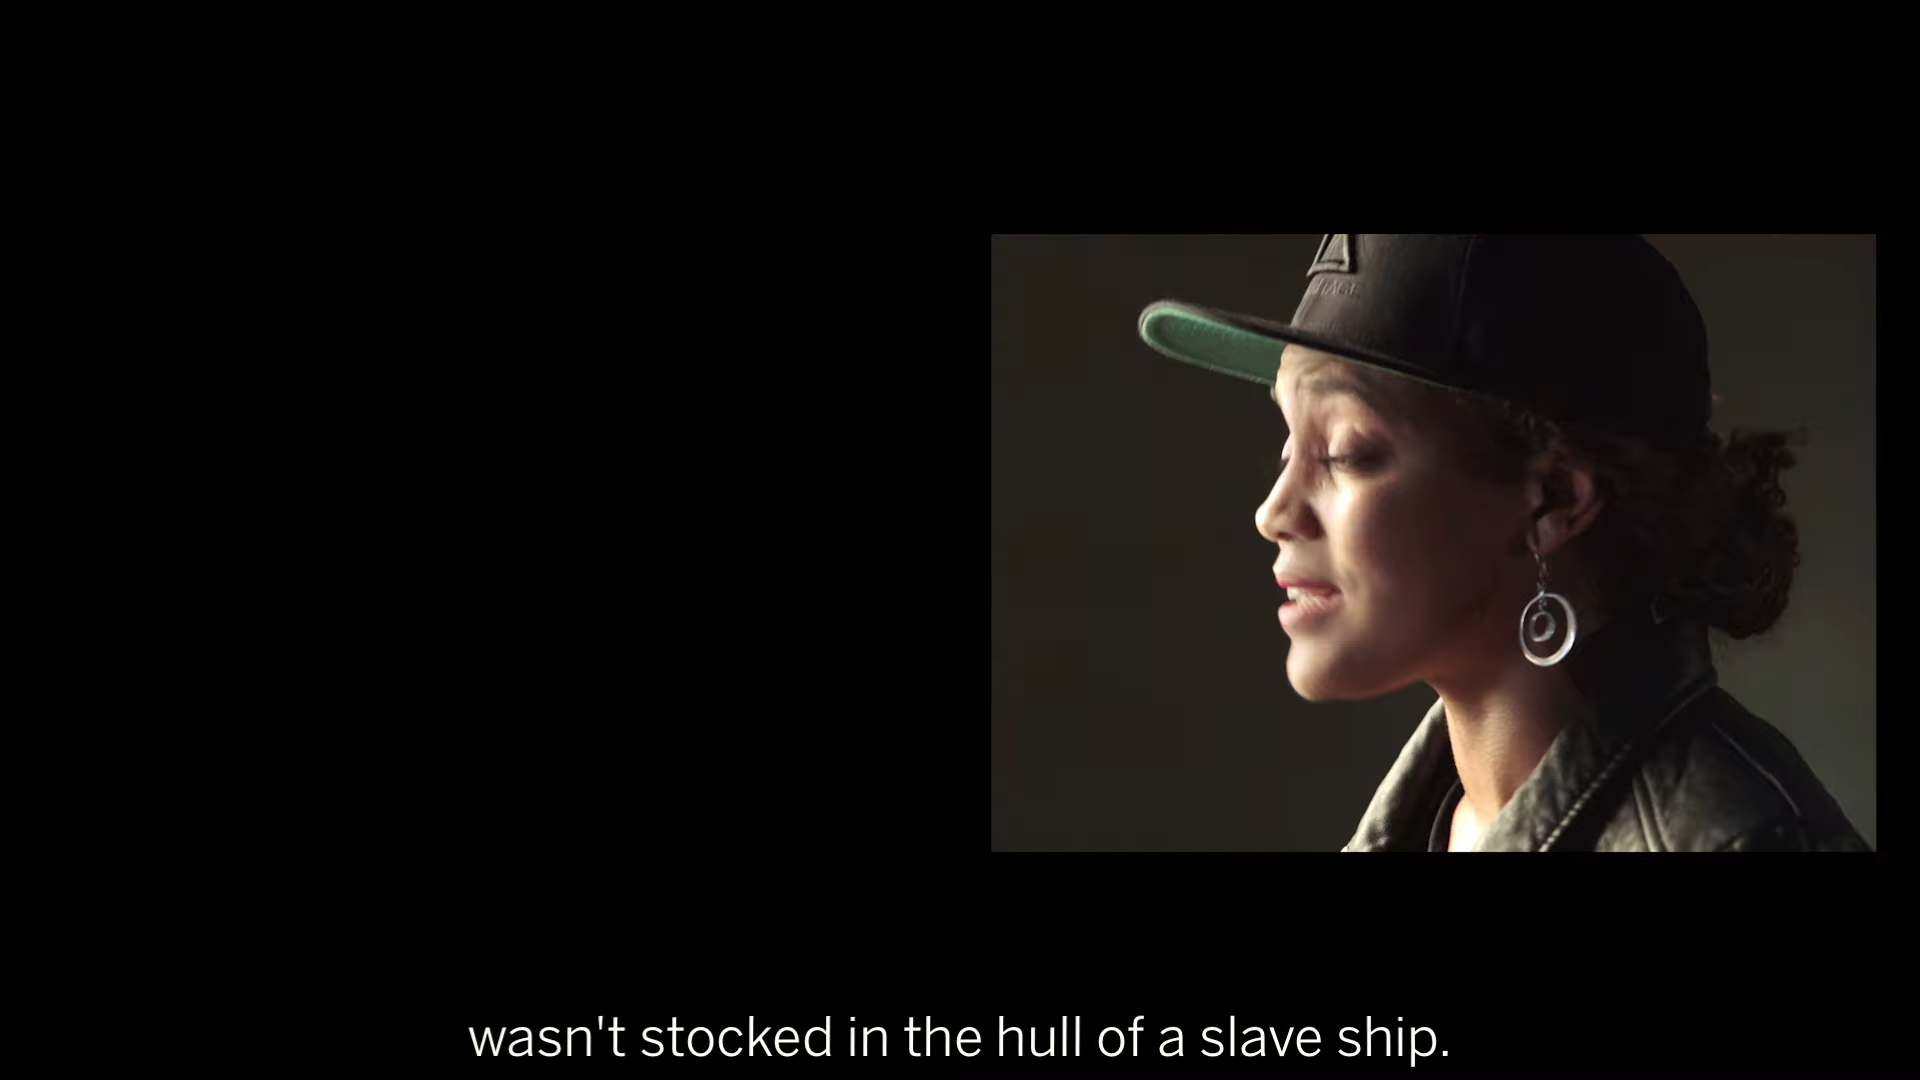 wasn't stocked in the hull of a slave ship.